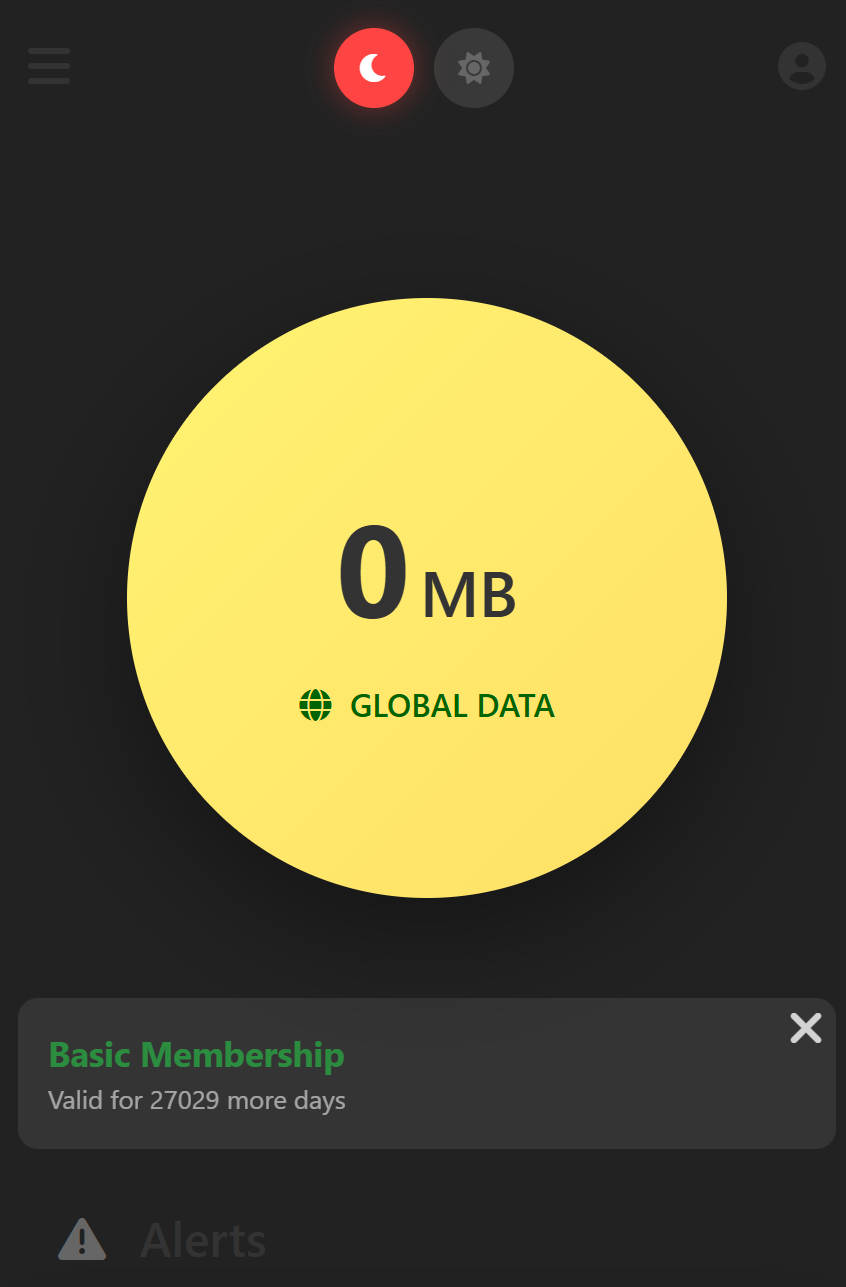 0 MB
GLOBAL DATA
Basic Membership
Valid for 27029 more days
Alerts